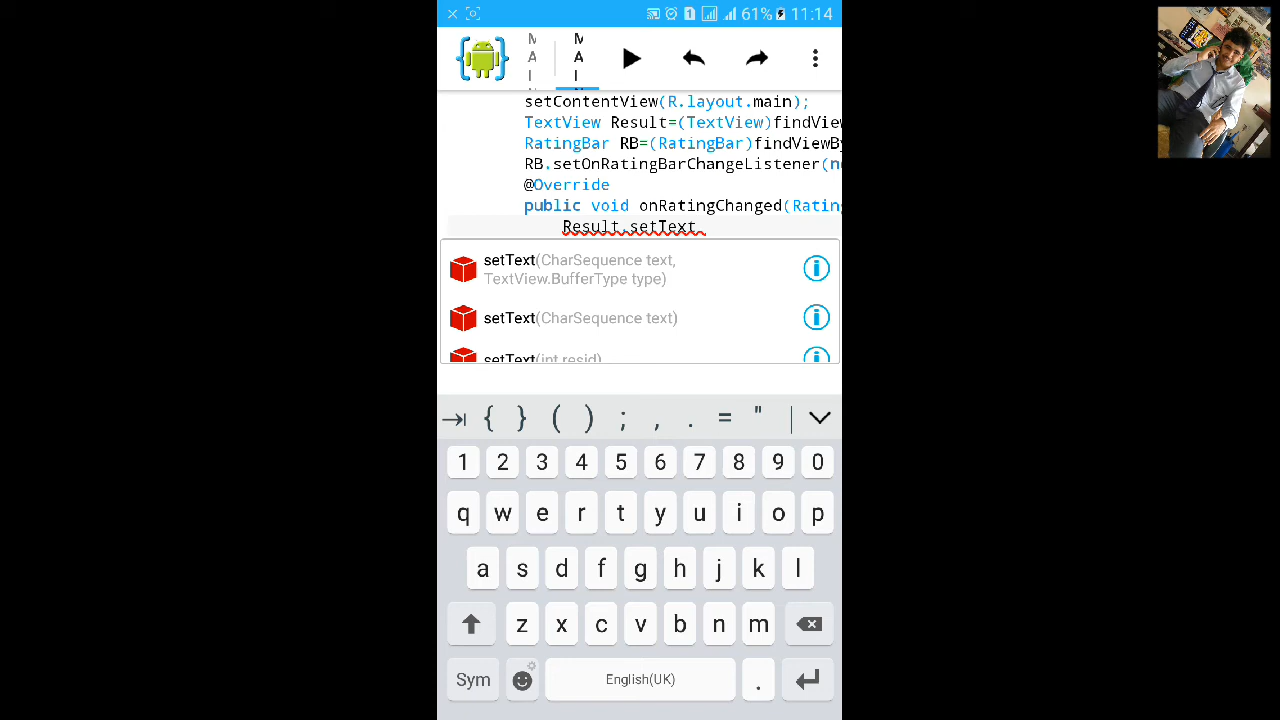 1 61% 11:14
M
A
I
M
A
I
setContentView(R.layout.main);
TextView Result=(TextView)findView
RatingBar RB=(RatingBar)findViewBy
RB.setOnRatingBarChangeListener(n
@Override
public void onRatingChanged(Rating
Result.setText
setText(CharSequence text,
TextView.BufferType type)
setText(CharSequence text)
setText(int resid)
{ } ( ) ; , . = "
1 2 3 4 5 6 7 8 9 0
q w e r t y u i o p
a s d f g h j k l
z x c v b n m
Sym English(UK) .